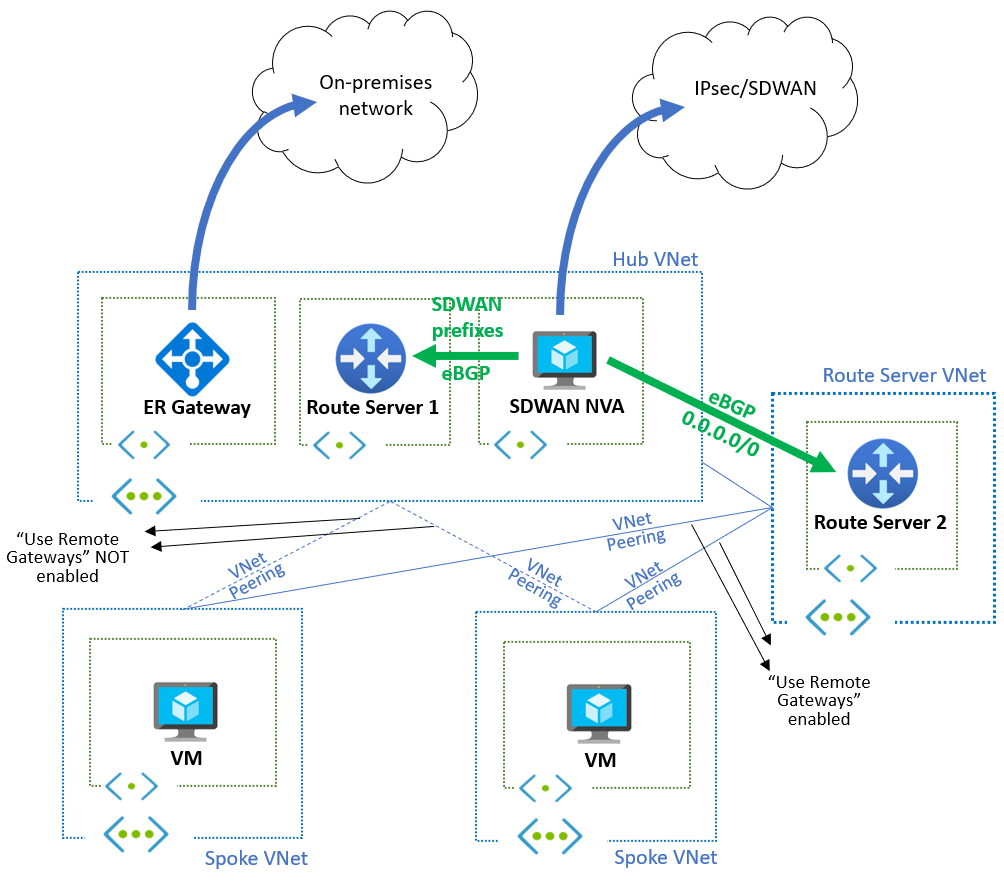 On-premises
network
IPsec/SDWAN
Hub VNet
SDWAN
prefixes
eBGP
ER Gateway
Route Server 1
SDWAN NVA
eBGP
0.0.0.0/0
Route Server VNet
Route Server 2
“Use Remote
Gateways” NOT
enabled
VNet
Peering
VNet
Peering
VNet
Peering
VNet
Peering
“Use Remote
Gateways”
enabled
VM
VM
Spoke VNet
Spoke VNet